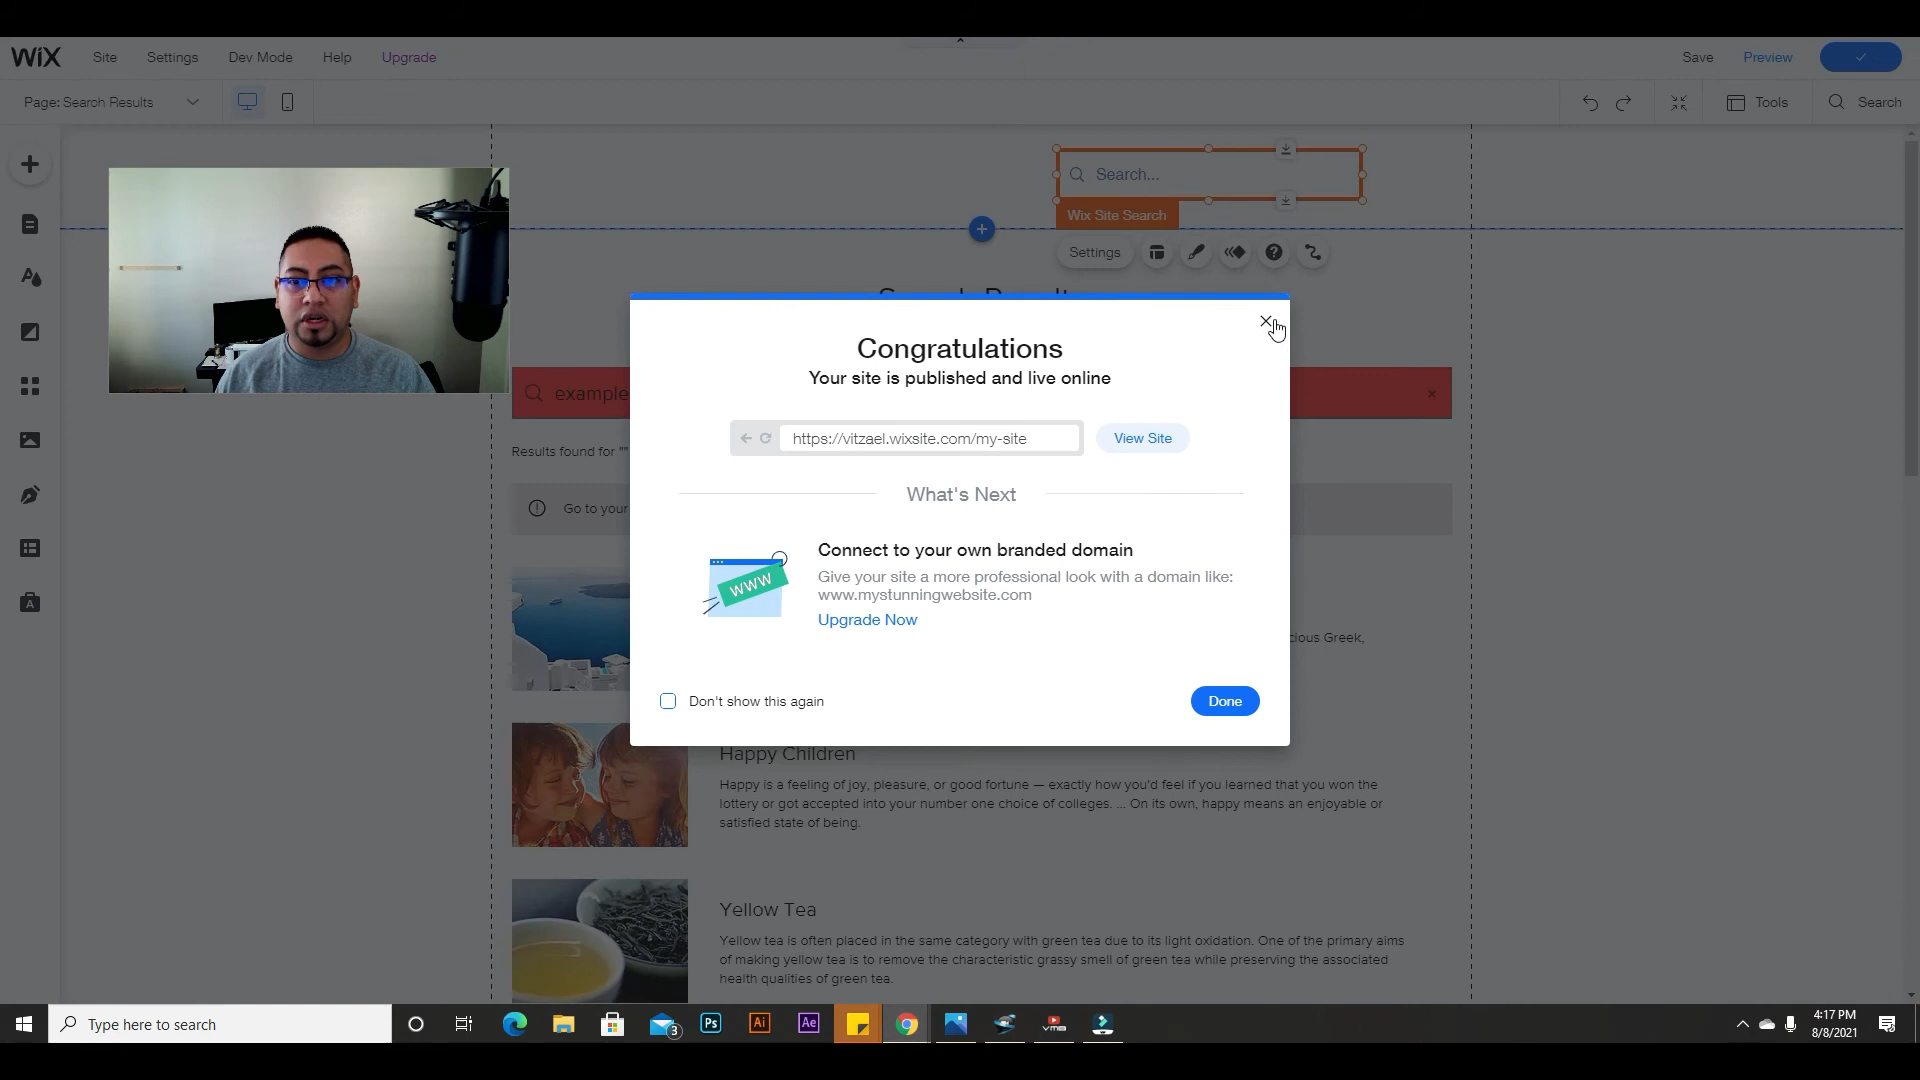 WiX Site Settings Dev Mode Help Upgrade Save Preview
Page: Search Results Tools Search
Search...
Wix Site Search
Settings
Congratulations
Your site is published and live online
example
https://vitzael.wixsite.com/my-site View Site
Results found for ""
What's Next
Go to your
Connect to your own branded domain
Give your site a more professional look with a domain like:
www.mystunningwebsite.com
WWW
Upgrade Now
cious Greek,
Don't show this again Done
Happy Children
Happy is a feeling of joy, pleasure, or good fortune — exactly how you'd feel if you learned that you won the
lottery or got accepted into your number one choice of colleges. ... On its own, happy means an enjoyable or
satisfied state of being.
Yellow Tea
Yellow tea is often placed in the same category with green tea due to its light oxidation. One of the primary aims
of making yellow tea is to remove the characteristic grassy smell of green tea while preserving the associated
health qualities of green tea.
Type here to search 3 Ps Ai Ae VMB 4:17 PM
8/8/2021